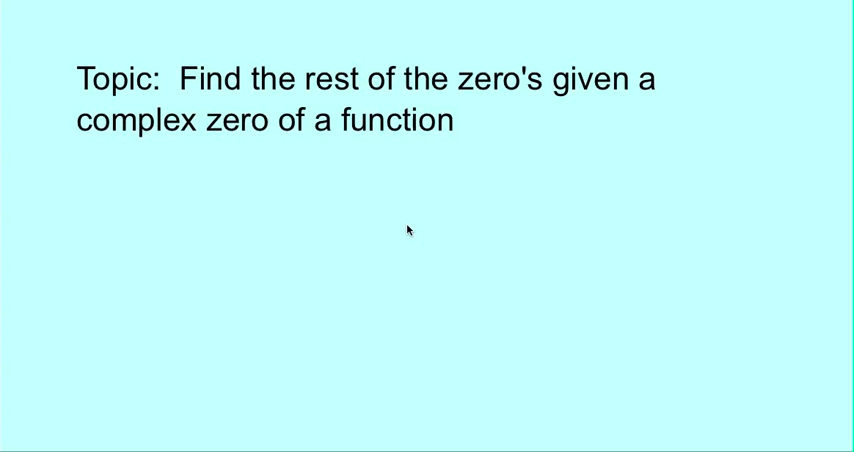 Topic:  Find the rest of the zero's given a
complex zero of a function